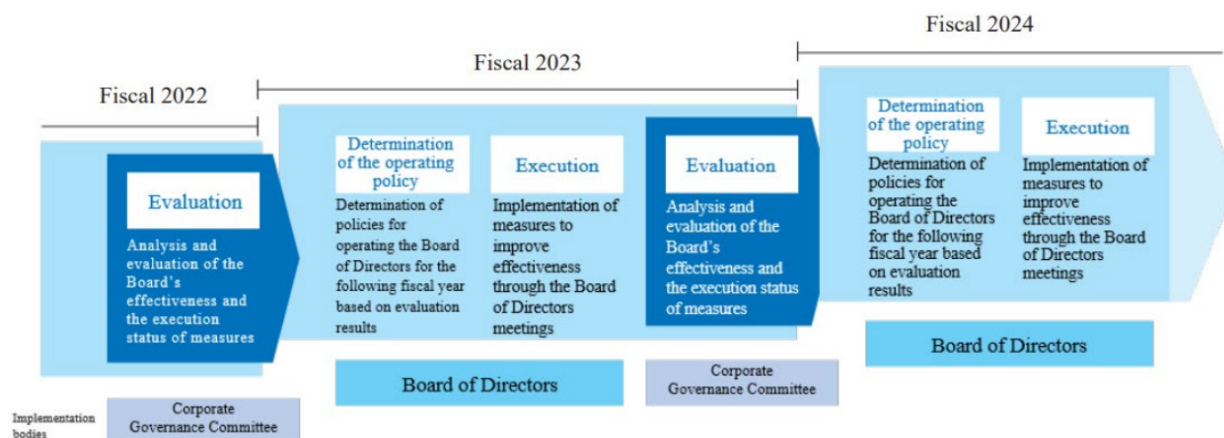 Fiscal 2022
Evaluation
Analysis and
evaluation of the
Board's
effectiveness and
the execution
status of measures
Implementation
bodies
Corporate
Governance Committee
Fiscal 2023
Determination
of the operating
policy
Determination of
policies for
operating the Board
of Directors for the
following fiscal year
based on evaluation
results
Execution
Implementation of
measures to
improve
effectiveness
through the Board
of Directors
meetings
Board of Directors
Evaluation
Analysis and
evaluation of the
Board's
effectiveness and
the execution status
of measures
Corporate
Governance Committee
Fiscal 2024
Determination
of the operating
policy
Determination of
policies for
operating the
Board of Directors
for the following
fiscal year based
on evaluation
results
Execution
Implementation of
measures to
improve
effectiveness
through the Board
of Directors
meetings
Board of Directors